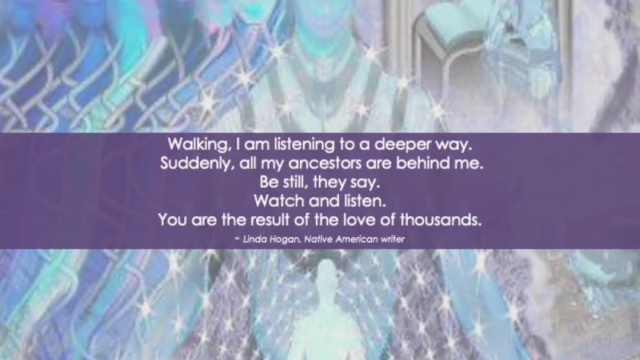 Walking, I am listening to a deeper way.
Suddenly, all my ancestors are behind me.
Be still, they say.
Watch and listen.
You are the result of the love of thousands.
~ Linda Hogan, Native American writer